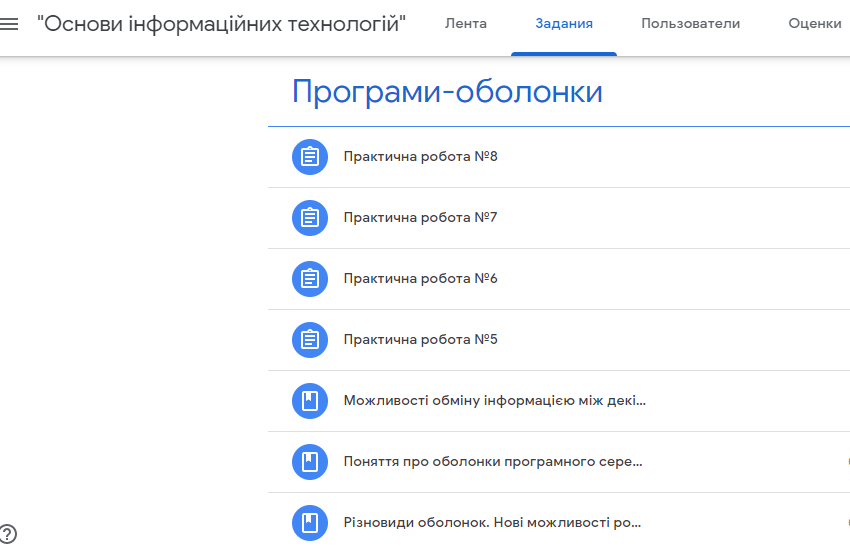 "Основи інформаційних технологій"
Лента
Задания
Пользователи
Оценки
Програми-оболонки
Практична робота №8
Практична робота №7
Практична робота №6
Практична робота №5
Можливості обміну інформацією між декі...
Поняття про оболонки програмного сере...
Різновиди оболонок. Нові можливості ро...